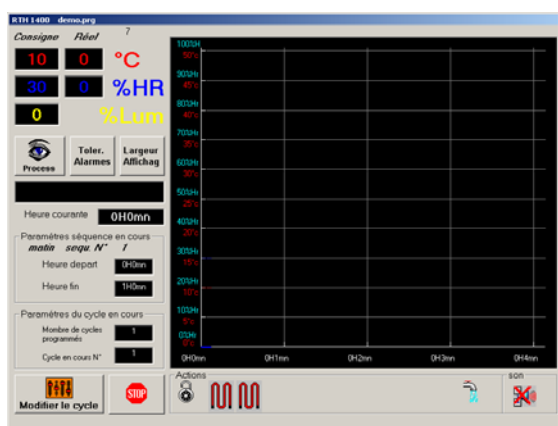 RTH 1400 demo.prg
Consigne Réel 7
10 0 °C
30 0 %HR
0 %Lum
Process
Toler.
Alarmes
Largeur
Affichag
Heure courante 0H0mn
Paramètres séquence en cours
matin sequ. N° 1
Heure depart 0H0mn
Heure fin 1H0mn
Paramètres du cycle en cours
Mombre de cycles
programmés
1
Cycle en cours N° 1
Modifier le cycle
STOP
100%H
50°c
90%Hr
45°c
80%Hr
40°c
70%Hr
35°c
60%Hr
30°c
50%Hr
25°c
40%Hr
20°c
30%Hr
15°c
20%Hr
10°c
10%Hr
5°c
0%Hr
0°c
0H0mn 0H1mn 0H2mn 0H3mn 0H4mn
Actions
son